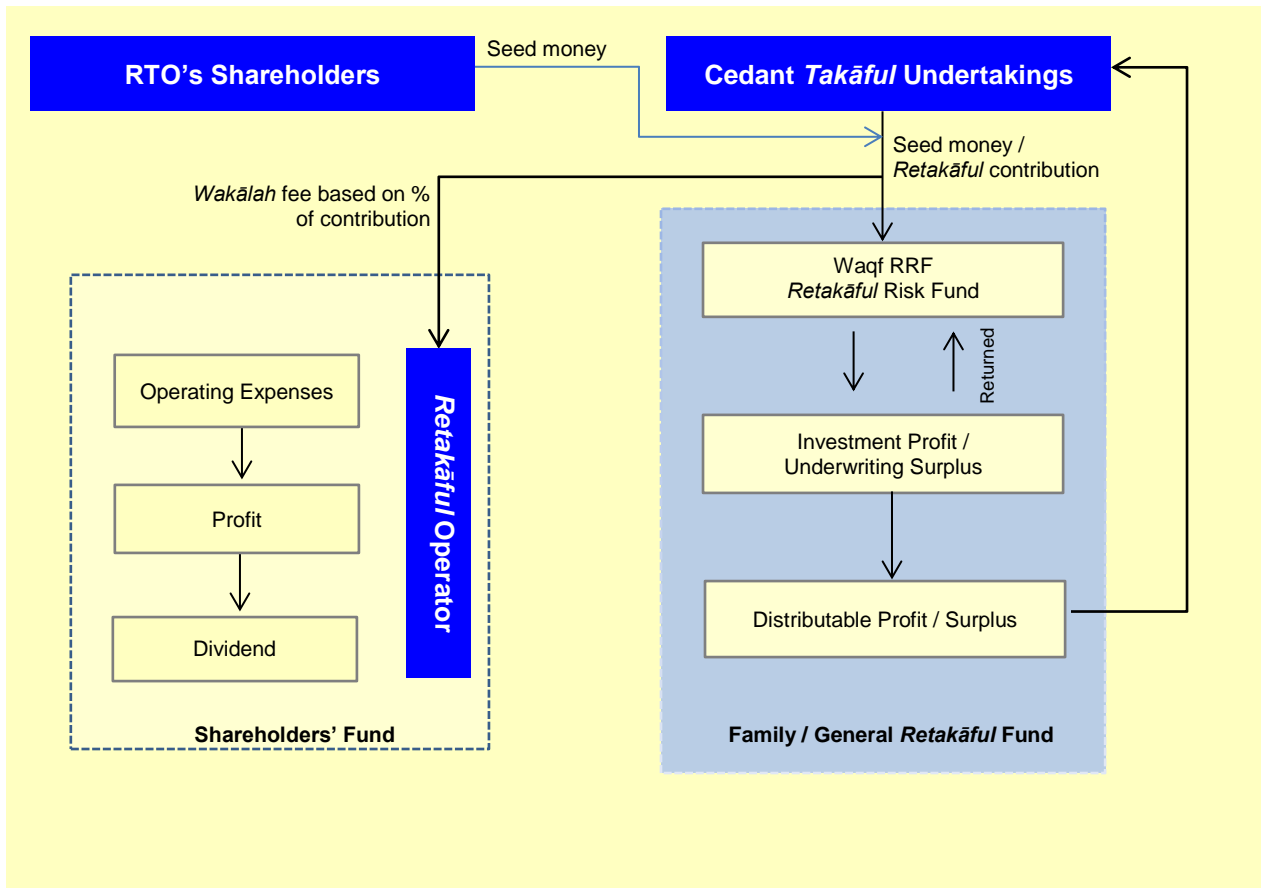 RTO’s Shareholders
Seed money
Cedant Takāful Undertakings
Seed money /
Retakāful contribution
Wakālah fee based on %
of contribution
Waqf RRF
Retakāful Risk Fund
Returned
Operating Expenses
Retakāful Operator
Investment Profit /
Underwriting Surplus
Profit
Distributable Profit / Surplus
Dividend
Shareholders’ Fund
Family / General Retakāful Fund